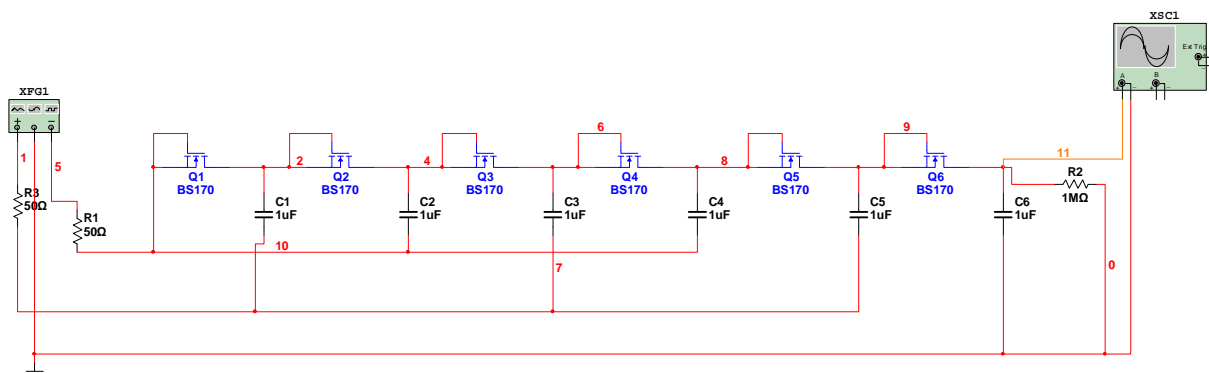 XSC1
Ext Trig
+
-
A
B
+
-
+
-
XFG1
+
-
1
5
R3
50Ω
R1
50Ω
Q1
BS170
2
Q2
BS170
4
Q3
BS170
6
Q4
BS170
8
Q5
BS170
9
Q6
BS170
11
R2
1MΩ
C1
1uF
C2
1uF
C3
1uF
C4
1uF
C5
1uF
C6
1uF
10
7
0